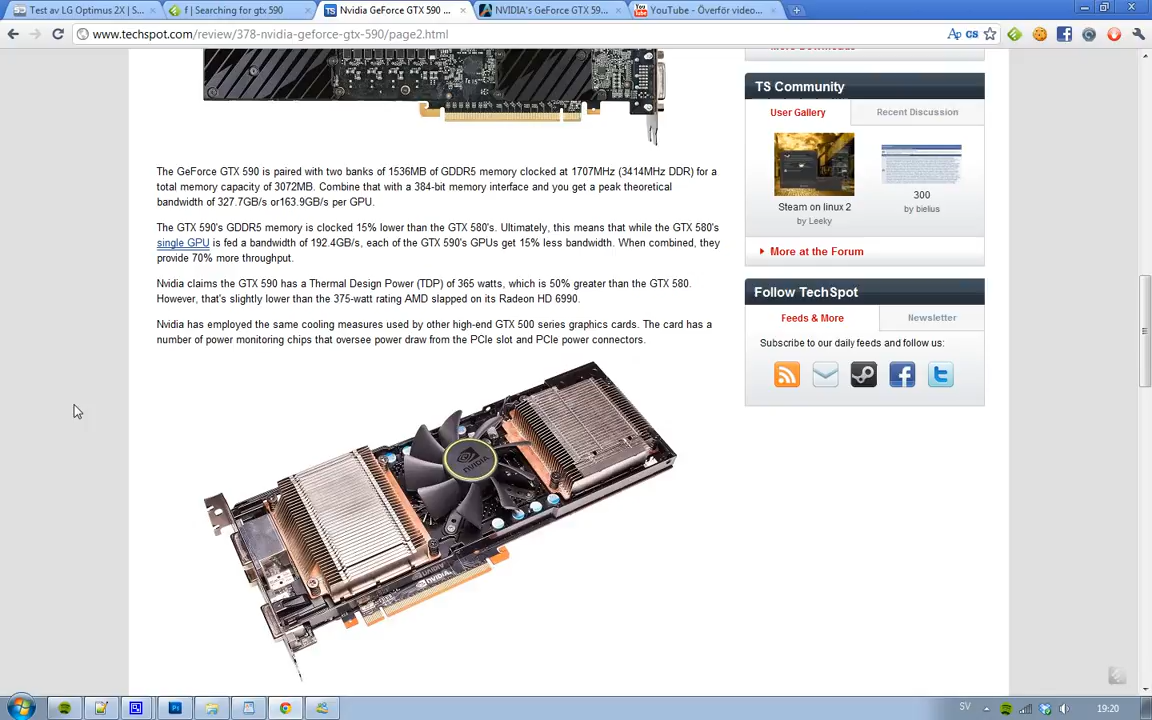 Test av LG Optimus 2X | S...
f | Searching for gtx 590
Nvidia GeForce GTX 590 ...
NVIDIA's GeForce GTX 59...
YouTube - Överför video...
www.techspot.com/review/378-nvidia-geforce-gtx-590/page2.html
TS Community
User Gallery
Recent Discussion
Steam on linux 2
by Leeky
300
by bielius
More at the Forum
Follow TechSpot
Feeds & More
Newsletter
Subscribe to our daily feeds and follow us:
The GeForce GTX 590 is paired with two banks of 1536MB of GDDR5 memory clocked at 1707MHz (3414MHz DDR) for a
total memory capacity of 3072MB. Combine that with a 384-bit memory interface and you get a peak theoretical
bandwidth of 327.7GB/s or163.9GB/s per GPU.
The GTX 590's GDDR5 memory is clocked 15% lower than the GTX 580's. Ultimately, this means that while the GTX 580's
single GPU is fed a bandwidth of 192.4GB/s, each of the GTX 590's GPUs get 15% less bandwidth. When combined, they
provide 70% more throughput.
Nvidia claims the GTX 590 has a Thermal Design Power (TDP) of 365 watts, which is 50% greater than the GTX 580.
However, that's slightly lower than the 375-watt rating AMD slapped on its Radeon HD 6990.
Nvidia has employed the same cooling measures used by other high-end GTX 500 series graphics cards. The card has a
number of power monitoring chips that oversee power draw from the PCIe slot and PCIe power connectors.
NVIDIA
NVIDIA
SV
19:20